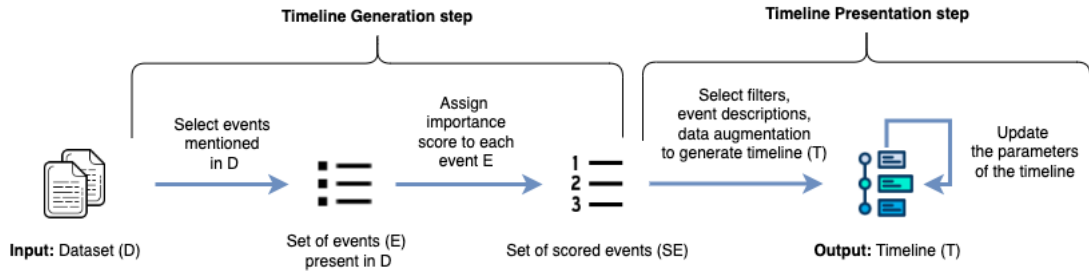 Timeline Generation step
Timeline Presentation step
Select events
mentioned
in D
Assign
importance
score to each
event E
Select filters,
event descriptions,
data augmentation
to generate timeline (T)
Update
the parameters
of the timeline
1
2
3
Input: Dataset (D)
Set of events (E)
present in D
Set of scored events (SE)
Output: Timeline (T)